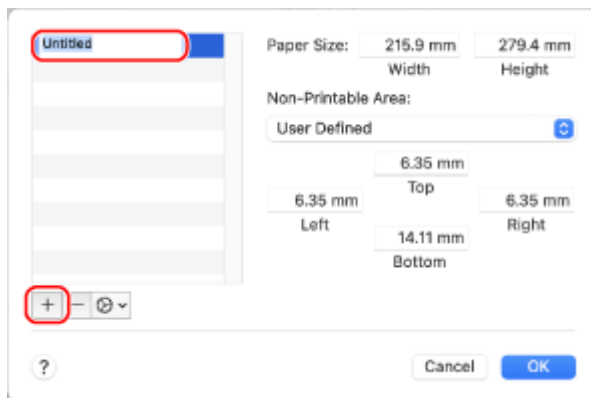 Untitled
Paper Size: 215.9 mm 279.4 mm
Width Height
Non-Printable Area:
User Defined
6.35 mm
Top
6.35 mm 6.35 mm
Left Right
14.11 mm
Bottom
+ −
?
Cancel OK